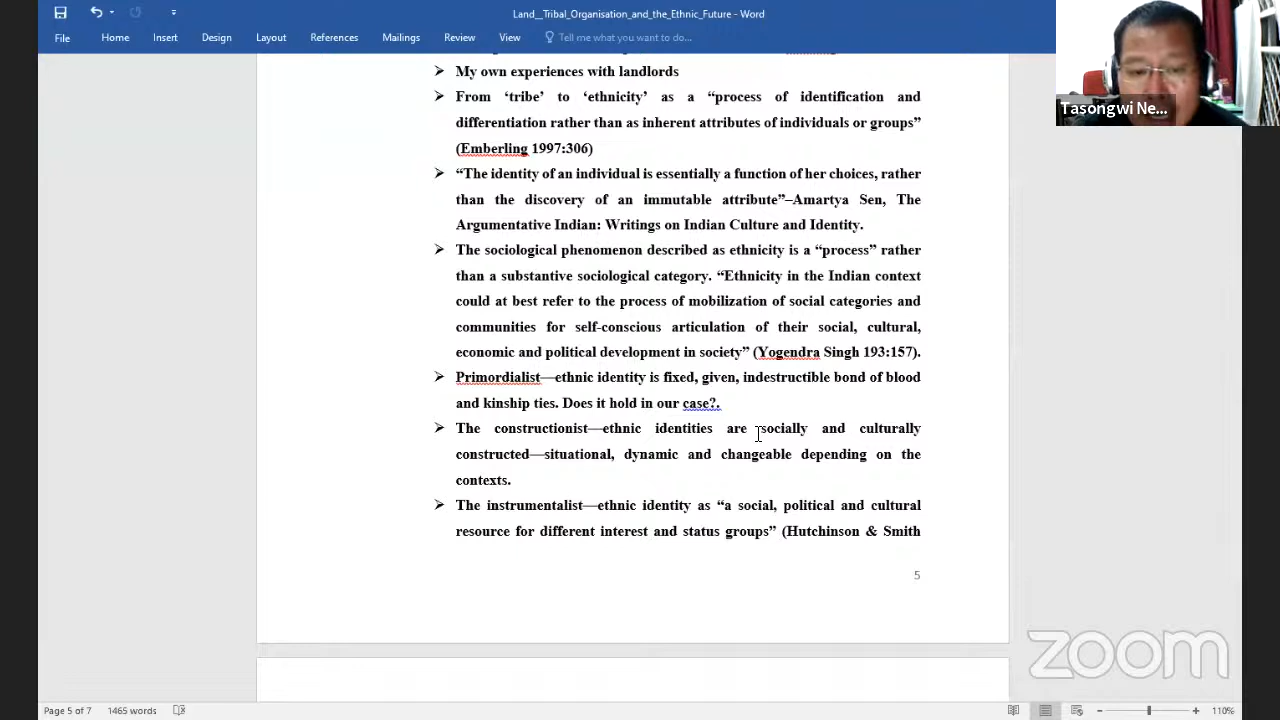 Land__Tribal_Organisation_and_the_Ethnic_Future - Word
File Home Insert Design Layout References Mailings Review View Tell me what you want to do...
My own experiences with landlords
From ‘tribe’ to ‘ethnicity’ as a “process of identification and
differentiation rather than as inherent attributes of individuals or groups”
(Emberling 1997:306)
“The identity of an individual is essentially a function of her choices, rather
than the discovery of an immutable attribute”–Amartya Sen, The
Argumentative Indian: Writings on Indian Culture and Identity.
The sociological phenomenon described as ethnicity is a “process” rather
than a substantive sociological category. “Ethnicity in the Indian context
could at best refer to the process of mobilization of social categories and
communities for self-conscious articulation of their social, cultural,
economic and political development in society” (Yogendra Singh 193:157).
Primordialist—ethnic identity is fixed, given, indestructible bond of blood
and kinship ties. Does it hold in our case?.
The constructionist—ethnic identities are socially and culturally
constructed—situational, dynamic and changeable depending on the
contexts.
The instrumentalist—ethnic identity as “a social, political and cultural
resource for different interest and status groups” (Hutchinson & Smith
5
Tasongwi Ne...
zoom
Page 5 of 7 1465 words 110%